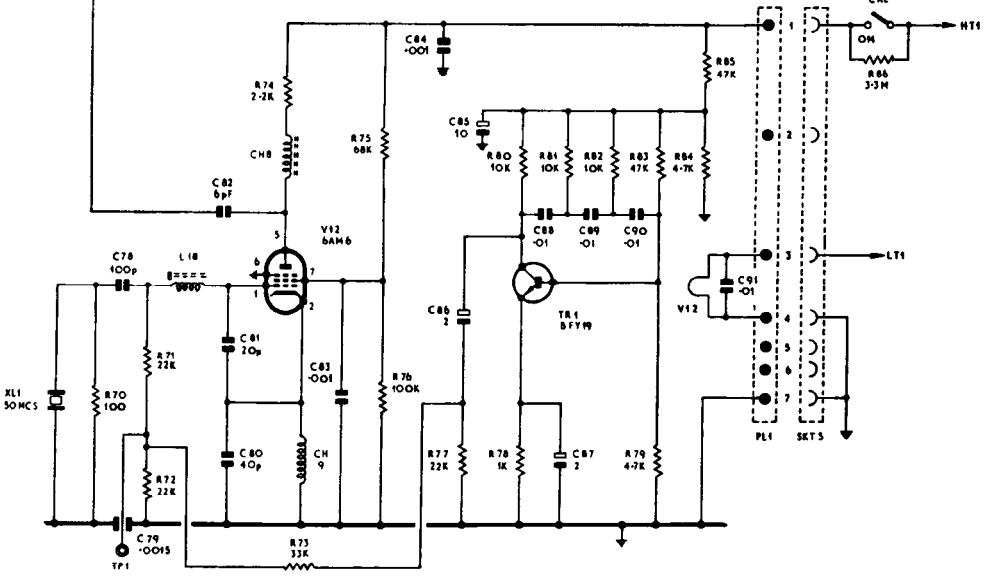 CAL
ON
HT1
R86
3·3M
1
C84
·001
R85
47K
R74
2·2K
CH8
R75
68K
C85
10
R80
10K
R81
10K
R82
10K
R83
47K
R84
4·7K
2
C82
6pF
C88
·01
C89
·01
C90
·01
V12
6AM6
5
6
7
1
2
C78
100p
L18
3
LT1
C91
·01
V12
4
TR1
BFY19
C86
2
5
6
7
C81
20p
C83
·001
R71
22K
XL1
50MCS
R70
100
R76
100K
PL1
SKT5
C80
40p
CH
9
R77
22K
R78
1K
C87
2
R79
4·7K
R72
22K
C79
·0015
TP1
R73
33K